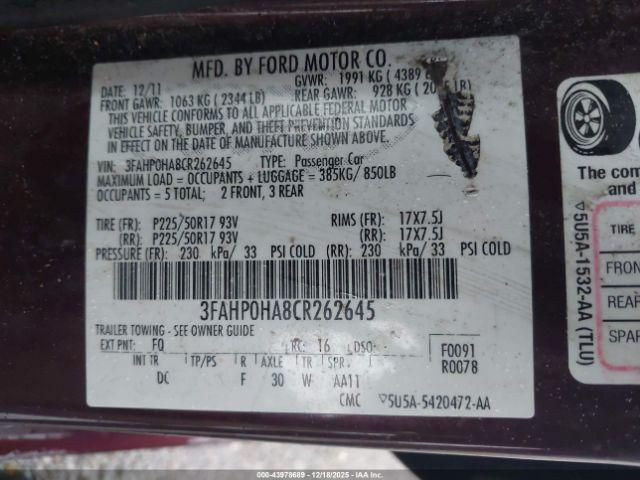 MFD. BY FORD MOTOR CO.
DATE: 12/11
GVWR: 1991 KG ( 4389
FRONT GAWR: 1063 KG ( 2344 LB)
REAR GAWR: 928 KG ( 20 LB)
THIS VEHICLE CONFORMS TO ALL APPLICABLE FEDERAL MOTOR
VEHICLE SAFETY, BUMPER, AND THEFT PREVENTION STANDARDS
IN EFFECT ON THE DATE OF MANUFACTURE SHOWN ABOVE.
VIN: 3FAHP0HA8CR262645 TYPE: Passenger Car
MAXIMUM LOAD = OCCUPANTS + LUGGAGE = 385KG/ 850LB
OCCUPANTS = 5 TOTAL; 2 FRONT, 3 REAR
TIRE (FR): P225/50R17 93V RIMS (FR): 17X7.5J
(RR): P225/50R17 93V (RR): 17X7.5J
PRESSURE (FR): 230 kPa/ 33 PSI COLD (RR): 230 kPa/ 33 PSI COLD
3FAHP0HA8CR262645
TRAILER TOWING - SEE OWNER GUIDE
EXT PNT: FQ RC: 16 DSO:
F0091
R0078
INT TR TP/PS R AXLE TR SPR
DC F 30 W AA11
CMC ▽5U5A-5420472-AA
The com
and
▽5U5A-1532-AA (TLU)
TIRE
FRON
REAR
SPAR
000-43978689 - 12/18/2025 - IAAHQ